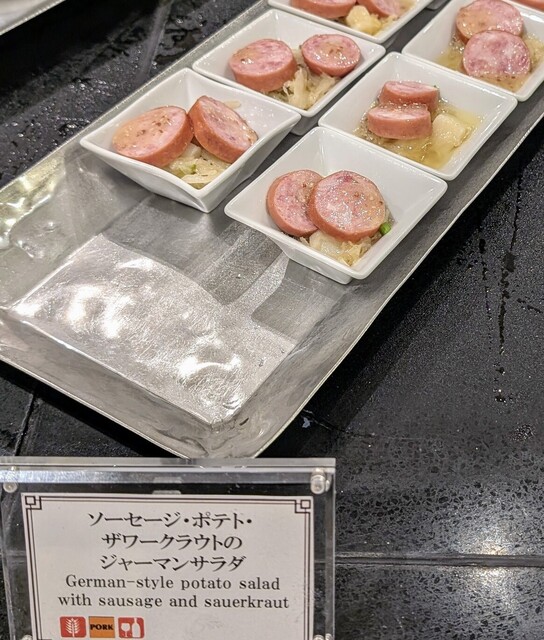 ソーセージ・ポテト・
ザワークラウトの
ジャーマンサラダ
German-style potato salad
with sausage and sauerkraut
PORK